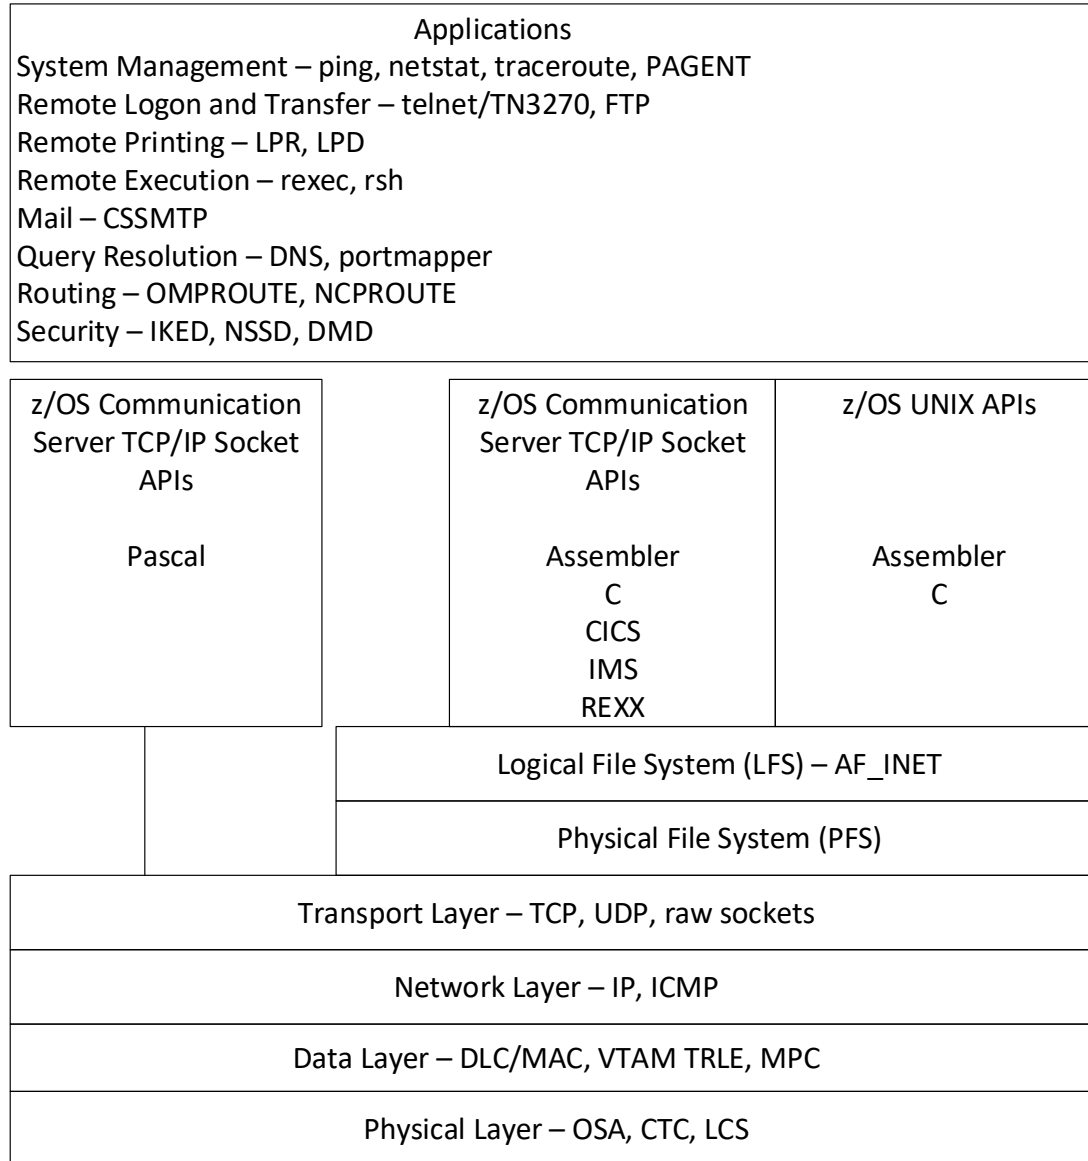 Applications
System Management – ping, netstat, traceroute, PAGENT
Remote Logon and Transfer – telnet/TN3270, FTP
Remote Printing – LPR, LPD
Remote Execution – rexec, rsh
Mail – CSSMTP
Query Resolution – DNS, portmapper
Routing – OMPROUTE, NCPROUTE
Security – IKED, NSSD, DMD
z/OS Communication
Server TCP/IP Socket
APIs
Pascal
z/OS Communication
Server TCP/IP Socket
APIs
Assembler
C
CICS
IMS
REXX
z/OS UNIX APIs
Assembler
C
Logical File System (LFS) – AF_INET
Physical File System (PFS)
Transport Layer – TCP, UDP, raw sockets
Network Layer – IP, ICMP
Data Layer – DLC/MAC, VTAM TRLE, MPC
Physical Layer – OSA, CTC, LCS